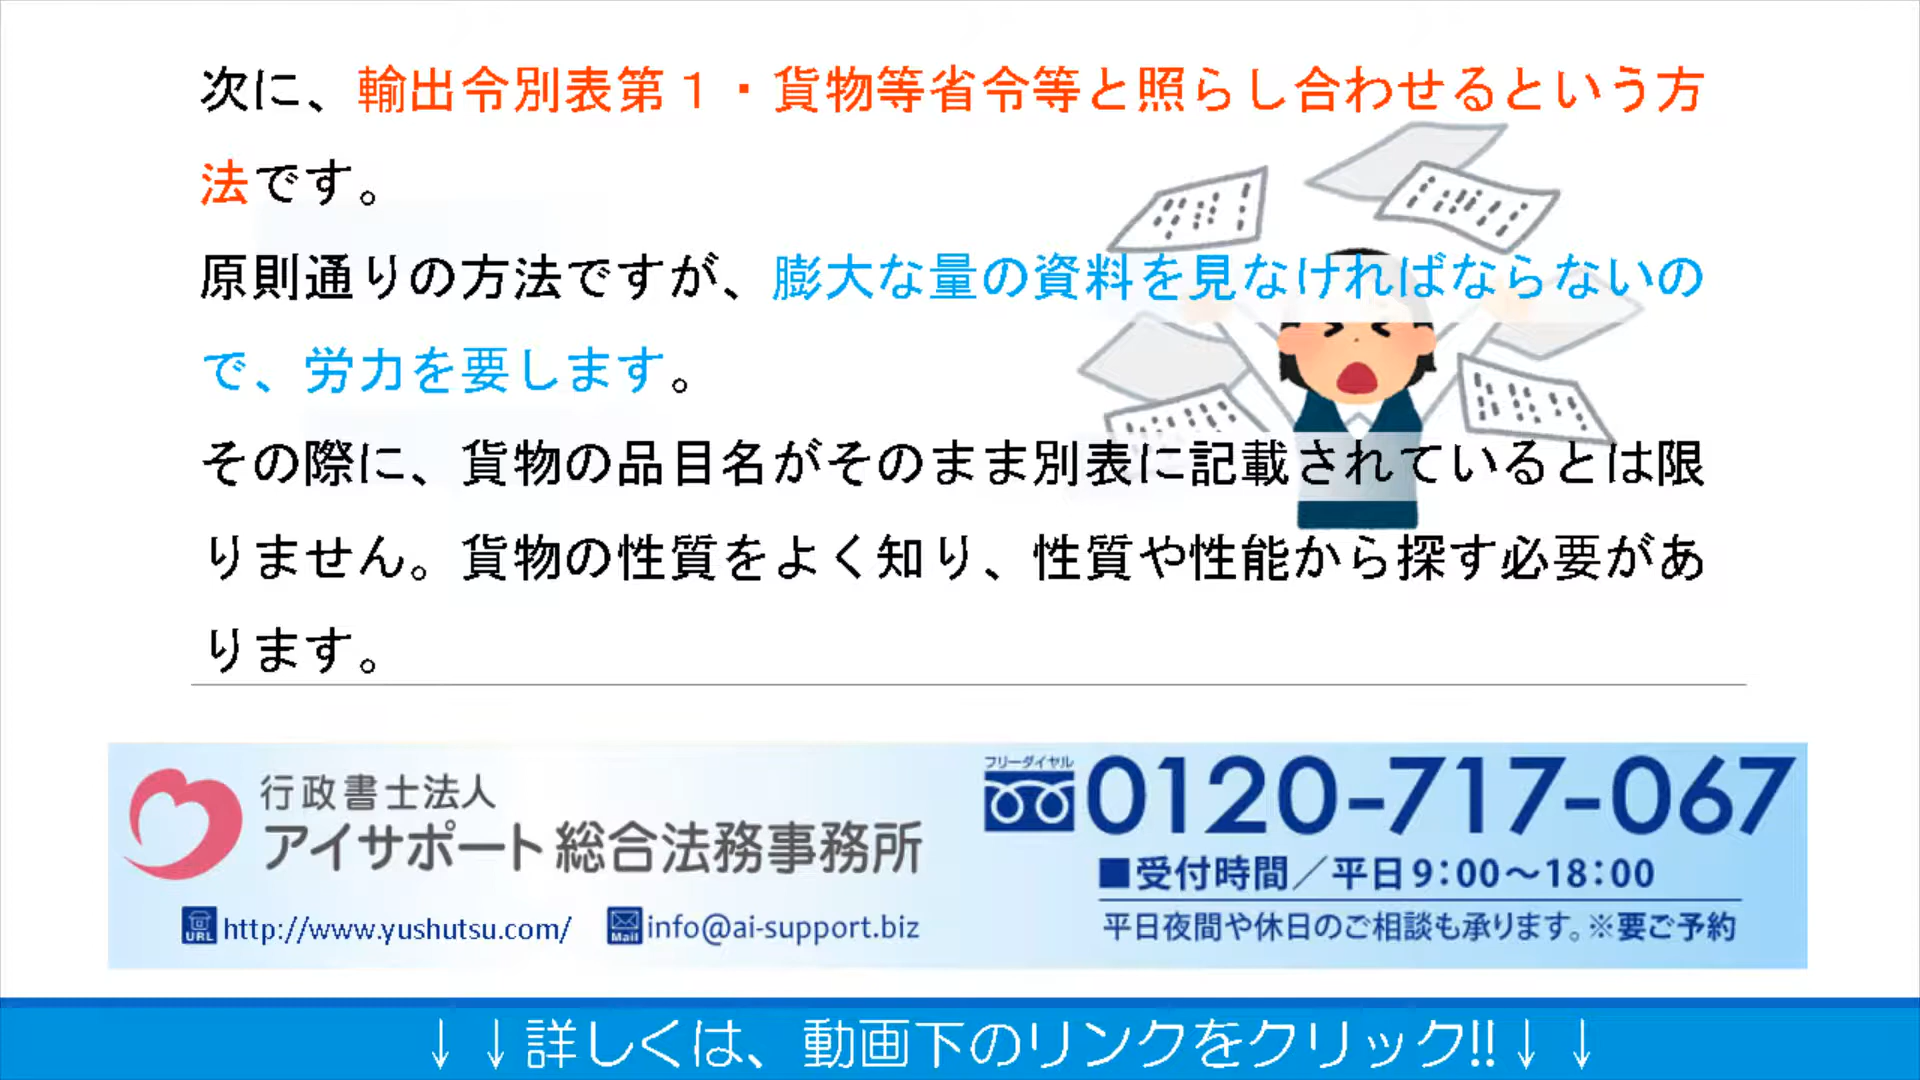 次に、輸出令別表第１・貨物等省令等と照らし合わせるという方
法です。
原則通りの方法ですが、膨大な量の資料を見なければならないの
で、労力を要します。
その際に、貨物の品目名がそのまま別表に記載されているとは限
りません。貨物の性質をよく知り、性質や性能から探す必要があ
ります。
行政書士法人
アイサポート総合法務事務所
URL http://www.yushutsu.com/ Mail info@ai-support.biz
フリーダイヤル
0120-717-067
■受付時間／平日9:00～18:00
平日夜間や休日のご相談も承ります。※要ご予約
↓↓詳しくは、動画下のリンクをクリック!!↓↓